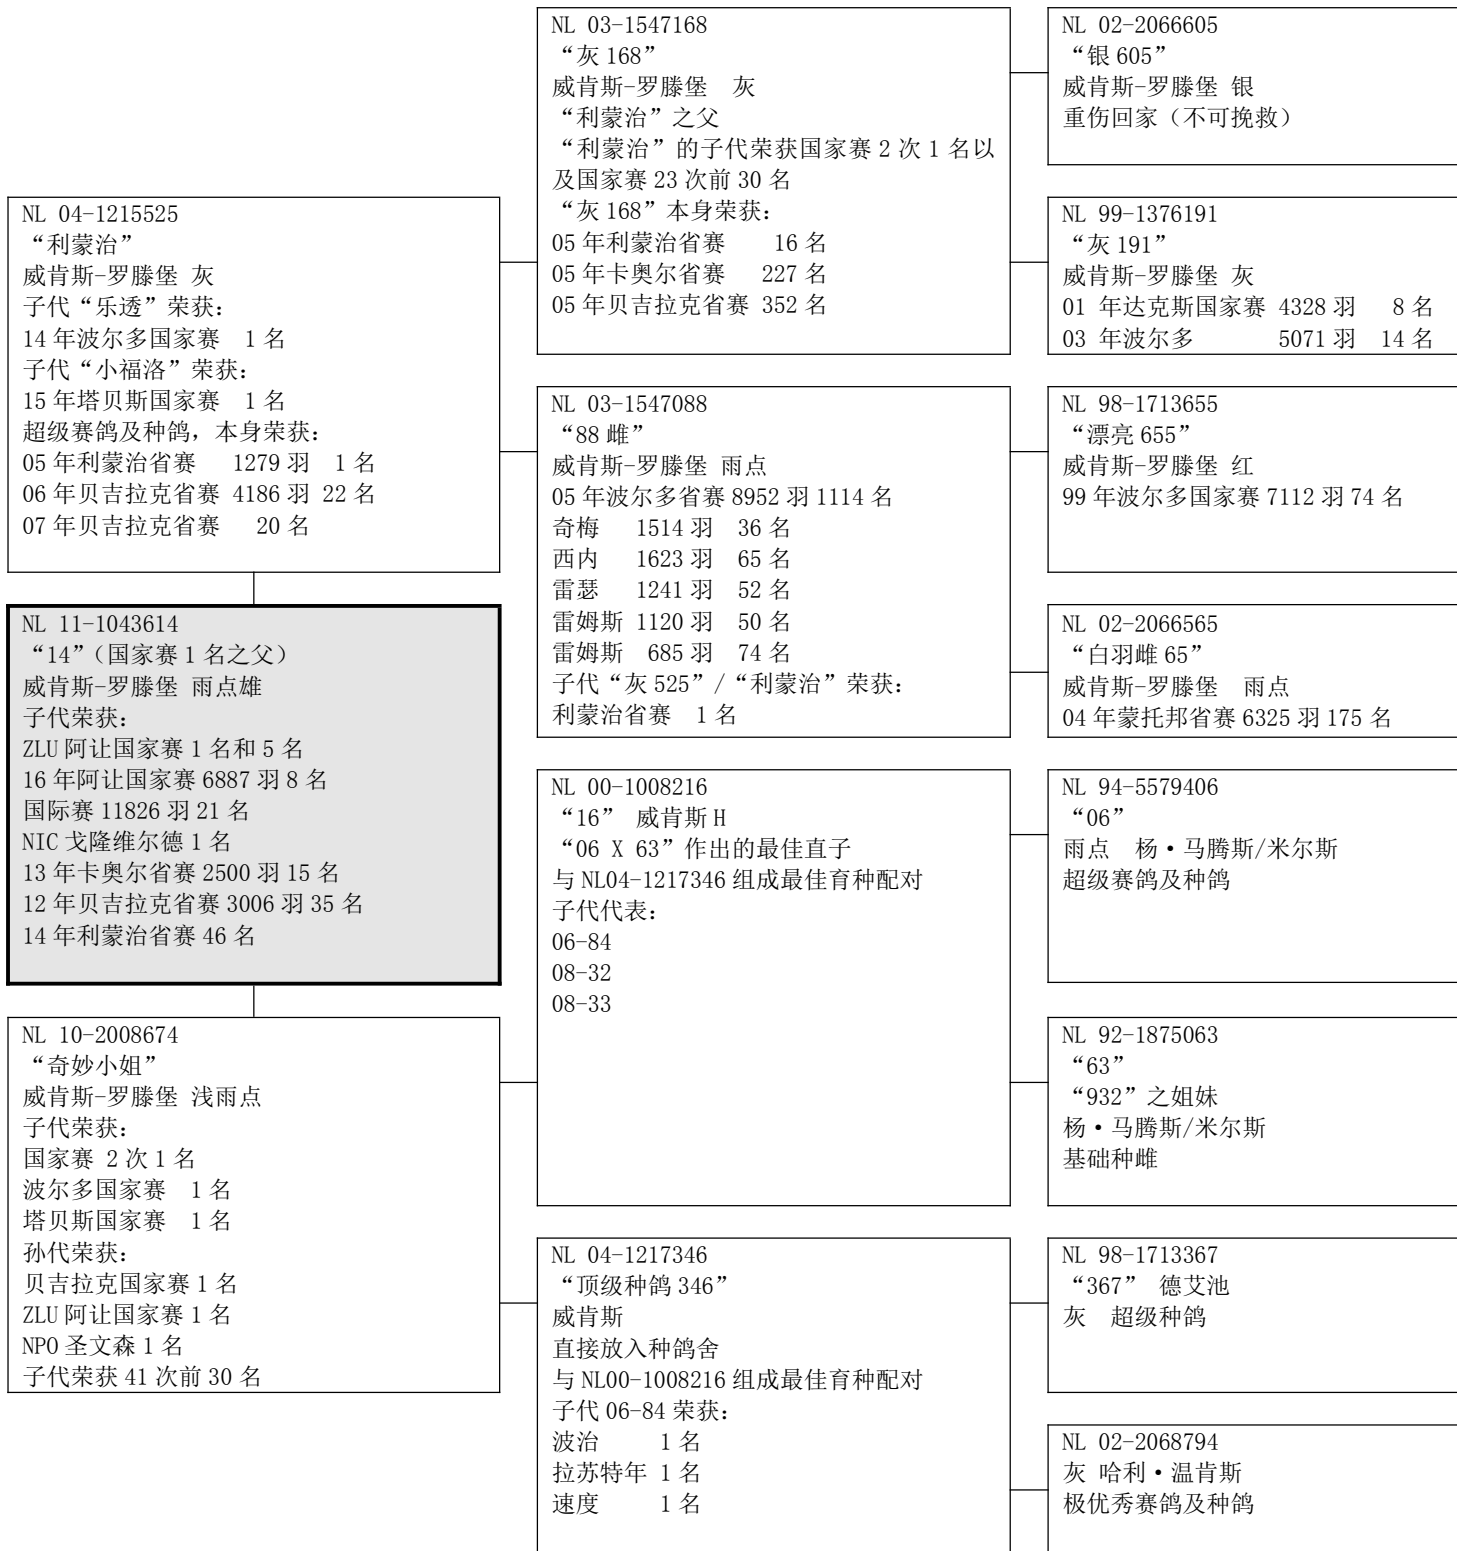 NL 04-1215525
“利蒙治”
威肯斯-罗滕堡 灰
子代“乐透”荣获：
14 年波尔多国家赛 1 名
子代“小福洛”荣获：
15 年塔贝斯国家赛 1 名
超级赛鸽及种鸽，本身荣获：
05 年利蒙治省赛 1279 羽 1 名
06 年贝吉拉克省赛 4186 羽 22 名
07 年贝吉拉克省赛 20 名
NL 11-1043614
“14”（国家赛 1 名之父）
威肯斯-罗滕堡 雨点雄
子代荣获：
ZLU 阿让国家赛 1 名和 5 名
16 年阿让国家赛 6887 羽 8 名
国际赛 11826 羽 21 名
NIC 戈隆维尔德 1 名
13 年卡奥尔省赛 2500 羽 15 名
12 年贝吉拉克省赛 3006 羽 35 名
14 年利蒙治省赛 46 名
NL 10-2008674
“奇妙小姐”
威肯斯-罗滕堡 浅雨点
子代荣获：
国家赛 2 次 1 名
波尔多国家赛 1 名
塔贝斯国家赛 1 名
孙代荣获：
贝吉拉克国家赛 1 名
ZLU 阿让国家赛 1 名
NPO 圣文森 1 名
子代荣获 41 次前 30 名
NL 03-1547168
“灰 168”
威肯斯-罗滕堡 灰
“利蒙治”之父
“利蒙治”的子代荣获国家赛 2 次 1 名以
及国家赛 23 次前 30 名
“灰 168”本身荣获：
05 年利蒙治省赛 16 名
05 年卡奥尔省赛 227 名
05 年贝吉拉克省赛 352 名
NL 03-1547088
“88 雌”
威肯斯-罗滕堡 雨点
05 年波尔多省赛 8952 羽 1114 名
奇梅 1514 羽 36 名
西内 1623 羽 65 名
雷瑟 1241 羽 52 名
雷姆斯 1120 羽 50 名
雷姆斯 685 羽 74 名
子代“灰 525”/“利蒙治”荣获：
利蒙治省赛 1 名
NL 00-1008216
“16” 威肯斯 H
“06 X 63”作出的最佳直子
与 NL04-1217346 组成最佳育种配对
子代代表：
06-84
08-32
08-33
NL 04-1217346
“顶级种鸽 346”
威肯斯
直接放入种鸽舍
与 NL00-1008216 组成最佳育种配对
子代 06-84 荣获：
波治 1 名
拉苏特年 1 名
速度 1 名
NL 02-2066605
“银 605”
威肯斯-罗滕堡 银
重伤回家（不可挽救）
NL 99-1376191
“灰 191”
威肯斯-罗滕堡 灰
01 年达克斯国家赛 4328 羽 8 名
03 年波尔多 5071 羽 14 名
NL 98-1713655
“漂亮 655”
威肯斯-罗滕堡 红
99 年波尔多国家赛 7112 羽 74 名
NL 02-2066565
“白羽雌 65”
威肯斯-罗滕堡 雨点
04 年蒙托邦省赛 6325 羽 175 名
NL 94-5579406
“06”
雨点 杨•马腾斯/米尔斯
超级赛鸽及种鸽
NL 92-1875063
“63”
“932”之姐妹
杨•马腾斯/米尔斯
基础种雌
NL 98-1713367
“367” 德艾池
灰 超级种鸽
NL 02-2068794
灰 哈利•温肯斯
极优秀赛鸽及种鸽